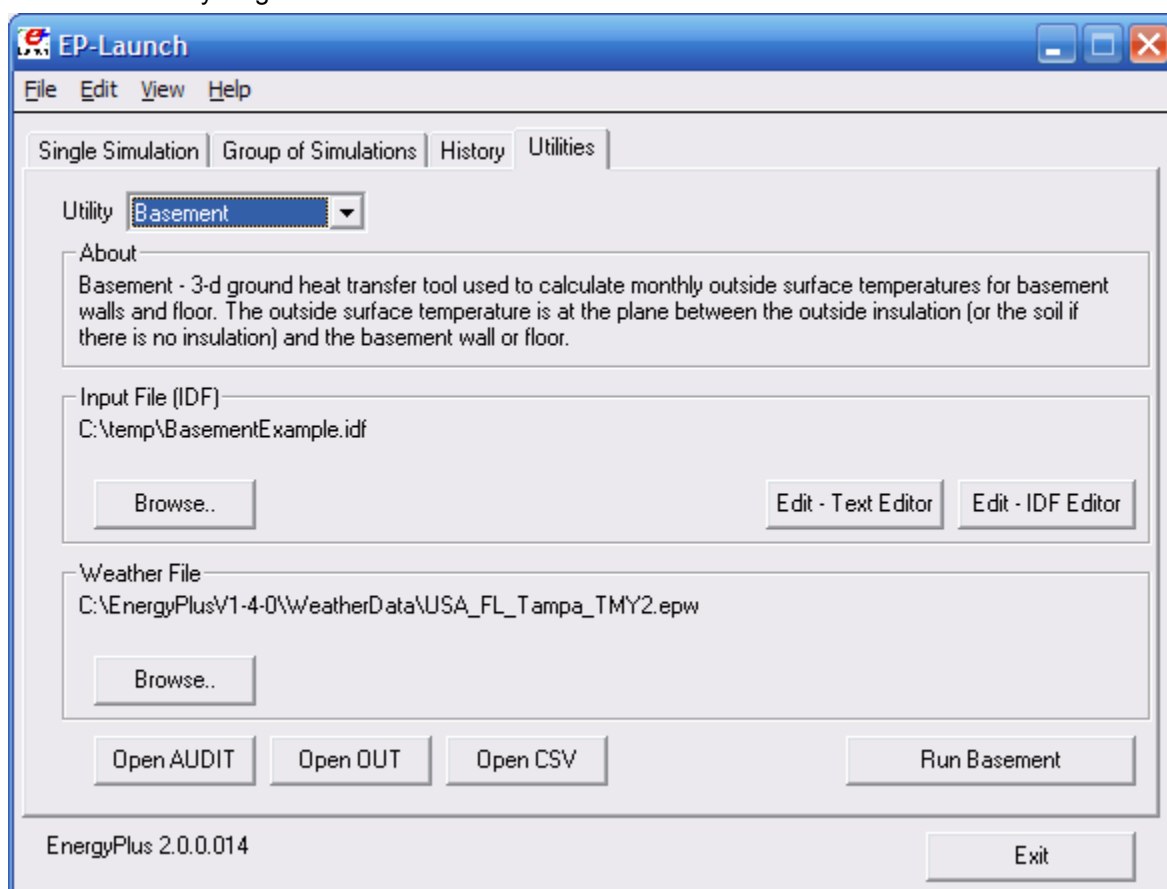 EP-Launch
File Edit View Help
Single Simulation Group of Simulations History Utilities
Utility Basement
About
Basement - 3-d ground heat transfer tool used to calculate monthly outside surface temperatures for basement
walls and floor. The outside surface temperature is at the plane between the outside insulation (or the soil if
there is no insulation) and the basement wall or floor.
Input File (IDF)
C:\temp\BasementExample.idf
Browse.. Edit - Text Editor Edit - IDF Editor
Weather File
C:\EnergyPlusV1-4-0\WeatherData\USA_FL_Tampa_TMY2.epw
Browse..
Open AUDIT Open OUT Open CSV Run Basement
EnergyPlus 2.0.0.014 Exit